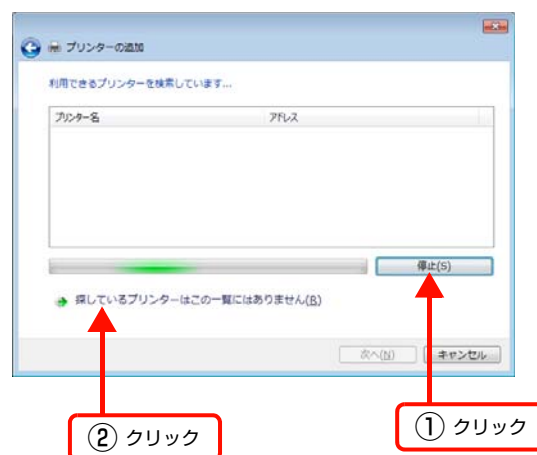 プリンターの追加
利用できるプリンターを検索しています...
プリンター名 アドレス
停止(S)
探しているプリンターはこの一覧にはありません(R)
次へ(N) キャンセル
② クリック
① クリック